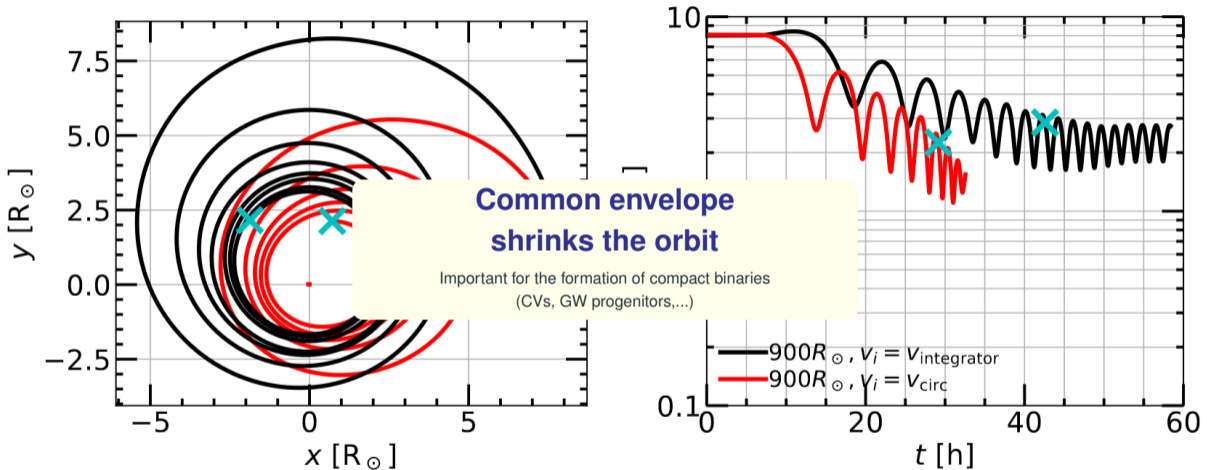 7.5
5.0
2.5
0.0
−2.5
y [R☉]
−5
0
5
x [R☉]
Common envelope
shrinks the orbit
Important for the formation of compact binaries
(CVs, GW progenitors,...)
]
10
0.1
900R☉, vi = vintegrator
900R☉, vi = vcirc
0
20
40
60
t [h]